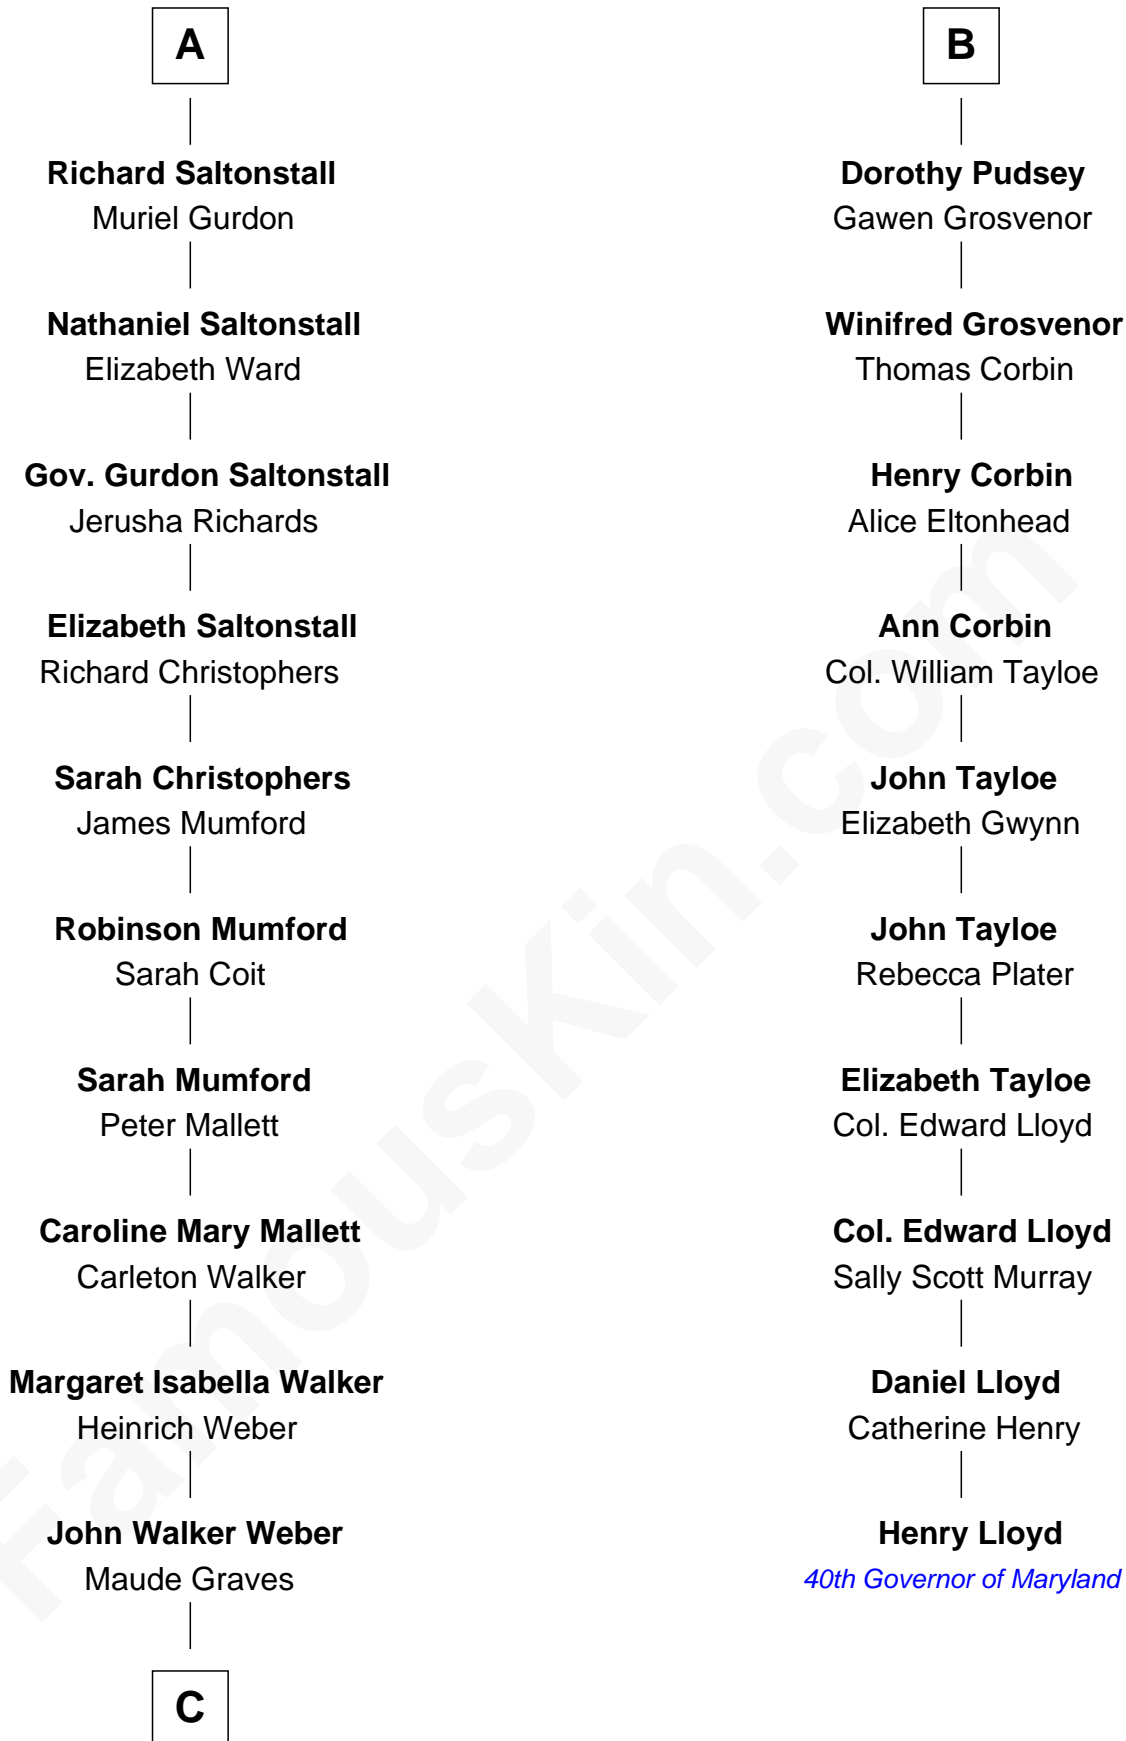 A
Richard Saltonstall
Muriel Gurdon
Nathaniel Saltonstall
Elizabeth Ward
Gov. Gurdon Saltonstall
Jerusha Richards
Elizabeth Saltonstall
Richard Christophers
Sarah Christophers
James Mumford
Robinson Mumford
Sarah Coit
Sarah Mumford
Peter Mallett
Caroline Mary Mallett
Carleton Walker
Margaret Isabella Walker
Heinrich Weber
John Walker Weber
Maude Graves
C
B
Dorothy Pudsey
Gawen Grosvenor
Winifred Grosvenor
Thomas Corbin
Henry Corbin
Alice Eltonhead
Ann Corbin
Col. William Tayloe
John Tayloe
Elizabeth Gwynn
John Tayloe
Rebecca Plater
Elizabeth Tayloe
Col. Edward Lloyd
Col. Edward Lloyd
Sally Scott Murray
Daniel Lloyd
Catherine Henry
Henry Lloyd
40th Governor of Maryland
FamousKin.com